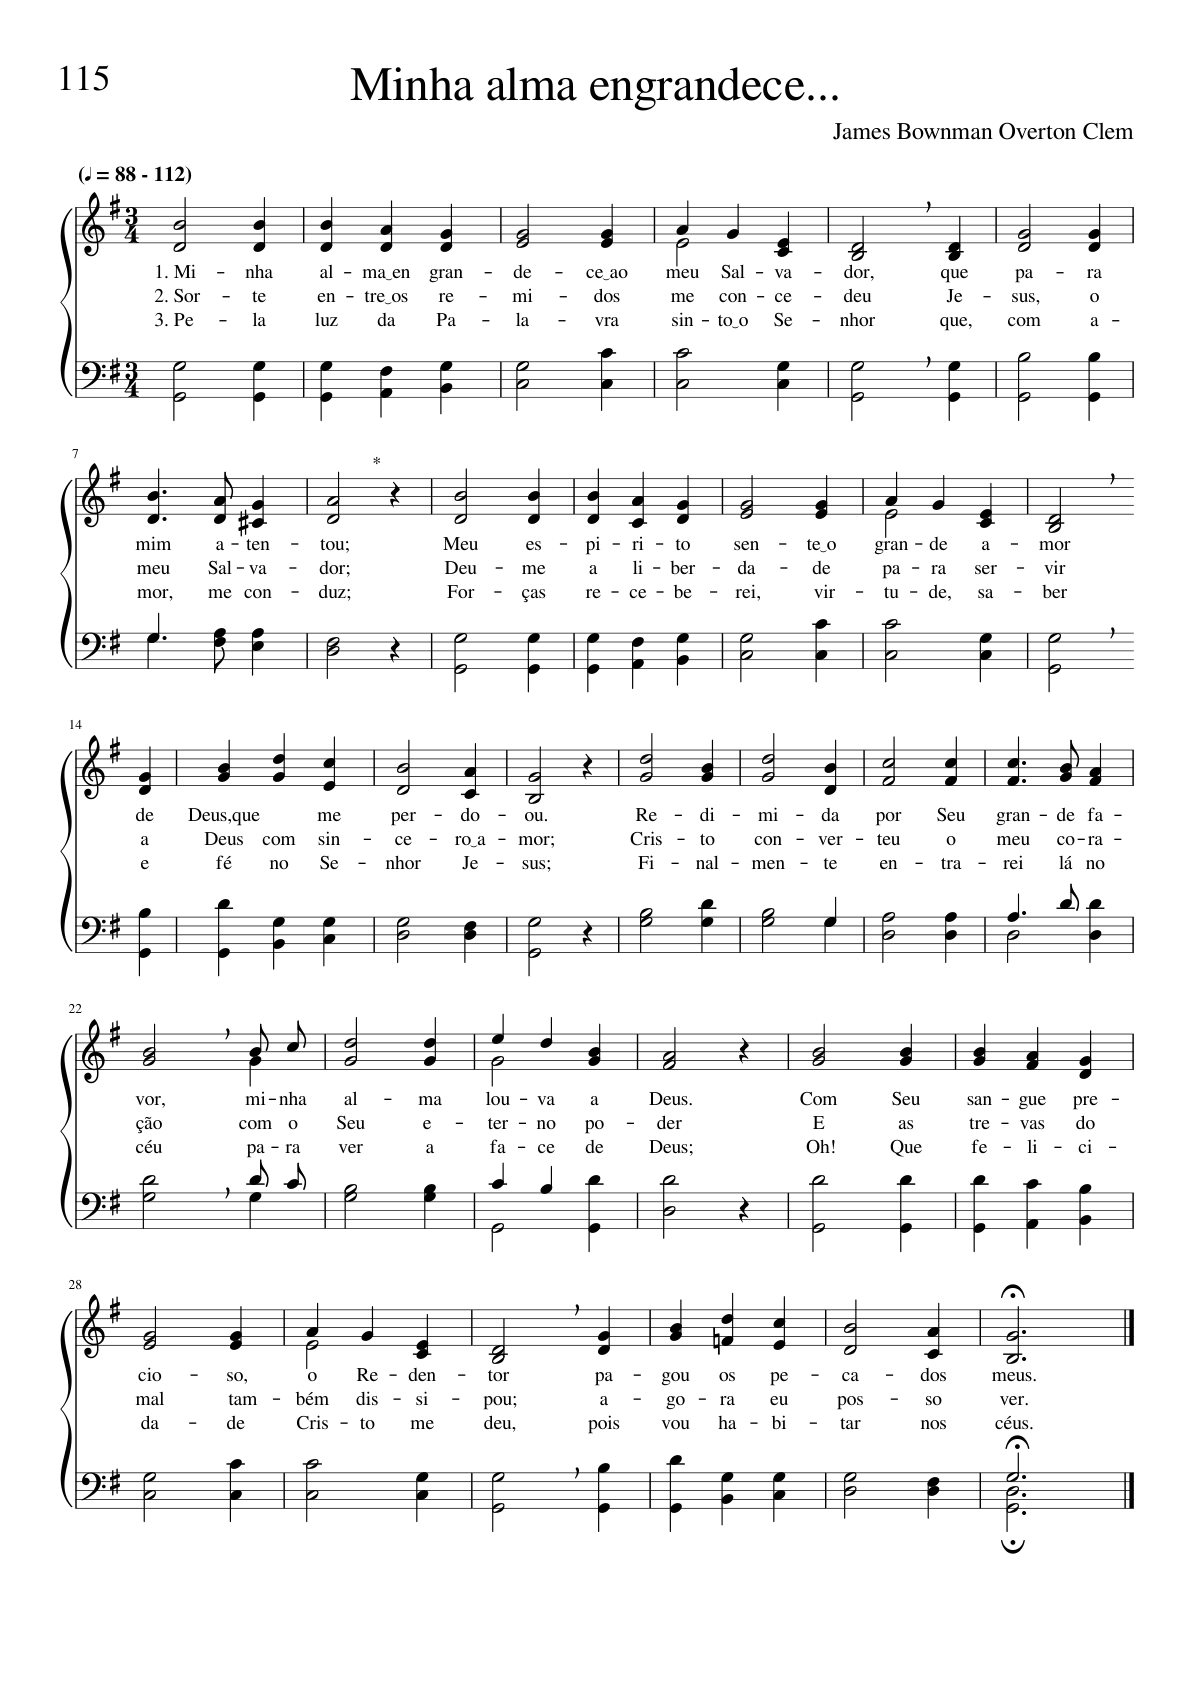 115
Minha alma engrandece...
James Bownman Overton Clem
(♩ = 88 - 112)
1. Mi – nha al – ma‿en gran – de – ce‿ao meu Sal – va – dor, que pa – ra
2. Sor – te en – tre‿os re – mi – dos me con – ce – deu Je – sus, o
3. Pe – la luz da Pa – la – vra sin – to‿o Se – nhor que, com a –
7
*
mim a – ten – tou; Meu es – pi – ri – to sen – te‿o gran – de a – mor
meu Sal – va – dor; Deu – me a li – ber – da – de pa – ra ser – vir
mor, me con – duz; For – ças re – ce – be – rei, vir – tu – de, sa – ber
14
de Deus,que me per – do – ou. Re – di – mi – da por Seu gran – de fa –
a Deus com sin – ce – ro‿a – mor; Cris – to con – ver – teu o meu co – ra –
e fé no Se – nhor Je – sus; Fi – nal – men – te en – tra – rei lá no
22
vor, mi – nha al – ma lou – va a Deus. Com Seu san – gue pre –
ção com o Seu e – ter – no po – der E as tre – vas do
céu pa – ra ver a fa – ce de Deus; Oh! Que fe – li – ci –
28
cio – so, o Re – den – tor pa – gou os pe – ca – dos meus.
mal tam – bém dis – si – pou; a – go – ra eu pos – so ver.
da – de Cris – to me deu, pois vou ha – bi – tar nos céus.